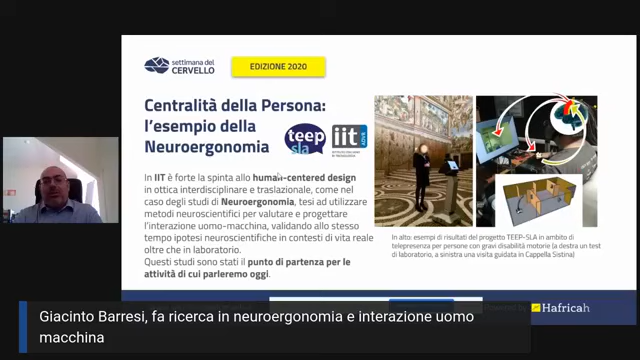 settimana del
CERVELLO
EDIZIONE 2020
Centralità della Persona:
l'esempio della
Neuroergonomia
teep
sla
iit
In IIT è forte la spinta allo human-centered design
in ottica interdisciplinare e traslazionale, come nel
caso degli studi di Neuroergonomia, tesi ad utilizzare
metodi neuroscientifici per valutare e progettare
l'interazione uomo-macchina, validando allo stesso
tempo ipotesi neuroscientifiche in contesti di vita reale
oltre che in laboratorio.
Questi studi sono stati il punto di partenza per le
attività di cui parleremo oggi.
In alto: esempi di risultati del progetto TEEP-SLA in ambito di
telepresenza per persone con gravi disabilità motorie (a destra un test
di laboratorio, a sinistra una visita guidata in Cappella Sistina)
Hafricah
Giacinto Barresi, fa ricerca in neuroergonomia e interazione uomo
macchina